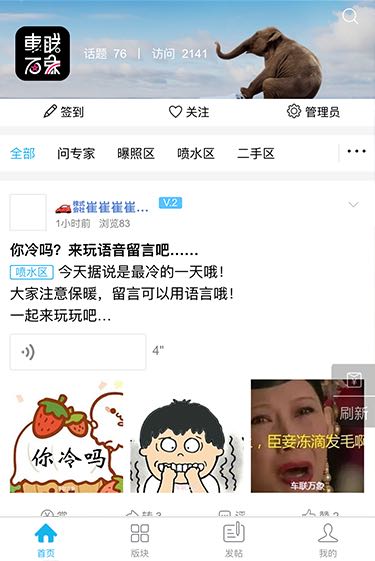 車联
万象
话题 76 | 访问 2141
签到
关注
管理员
全部
问专家
曝照区
喷水区
二手区
株式会社崔崔崔崔... V.2
1小时前 浏览83
你冷吗？来玩语音留言吧......
喷水区 今天据说是最冷的一天哦！
大家注意保暖，留言可以用语言哦！
一起来玩玩吧...
4"
刷新
你冷吗
，臣妾冻滴发毛啊
车联万象
赏
转 3
评
赞 2
首页
版块
发帖
我的